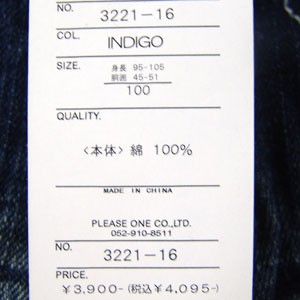 NO. 3221-16
COL. INDIGO
SIZE. 身長 95-105
胴囲 45-51
100
QUALITY.
<本体> 綿 100%
MADE IN CHINA
PLEASE ONE CO.,LTD.
052-910-8511
NO. 3221-16
PRICE.
¥3,900-(税込¥4,095-)